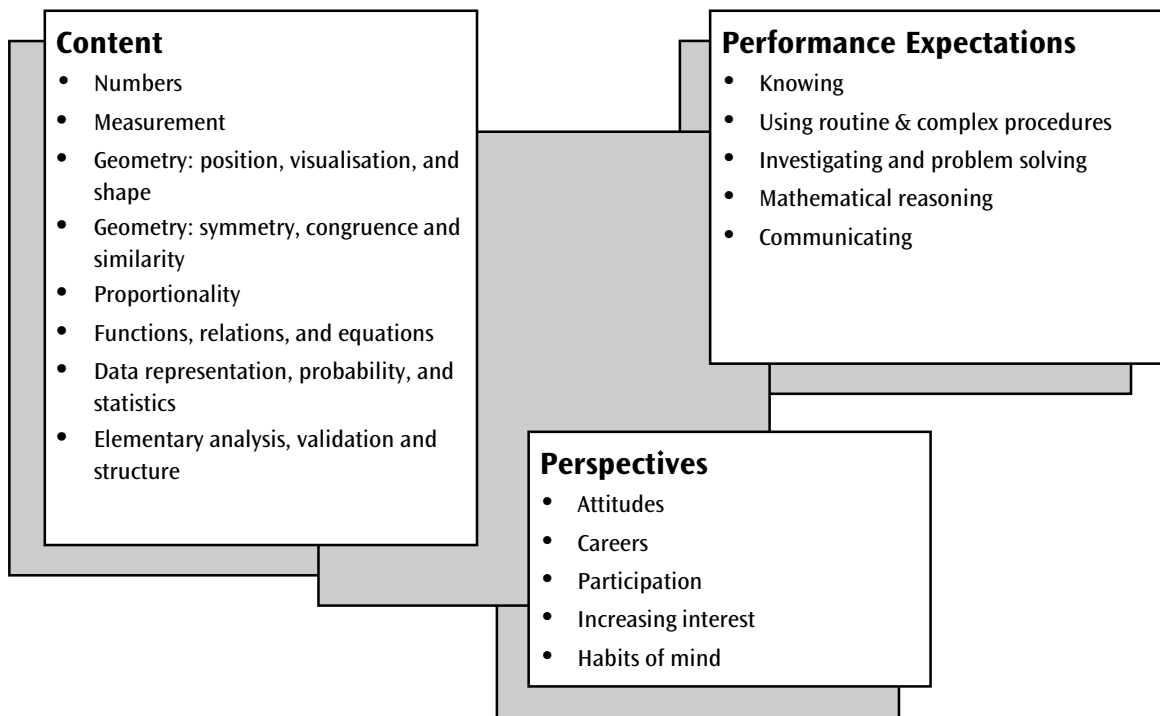 Content
• Numbers
• Measurement
• Geometry: position, visualisation, and
shape
• Geometry: symmetry, congruence and
similarity
• Proportionality
• Functions, relations, and equations
• Data representation, probability, and
statistics
• Elementary analysis, validation and
structure
Performance Expectations
• Knowing
• Using routine & complex procedures
• Investigating and problem solving
• Mathematical reasoning
• Communicating
Perspectives
• Attitudes
• Careers
• Participation
• Increasing interest
• Habits of mind